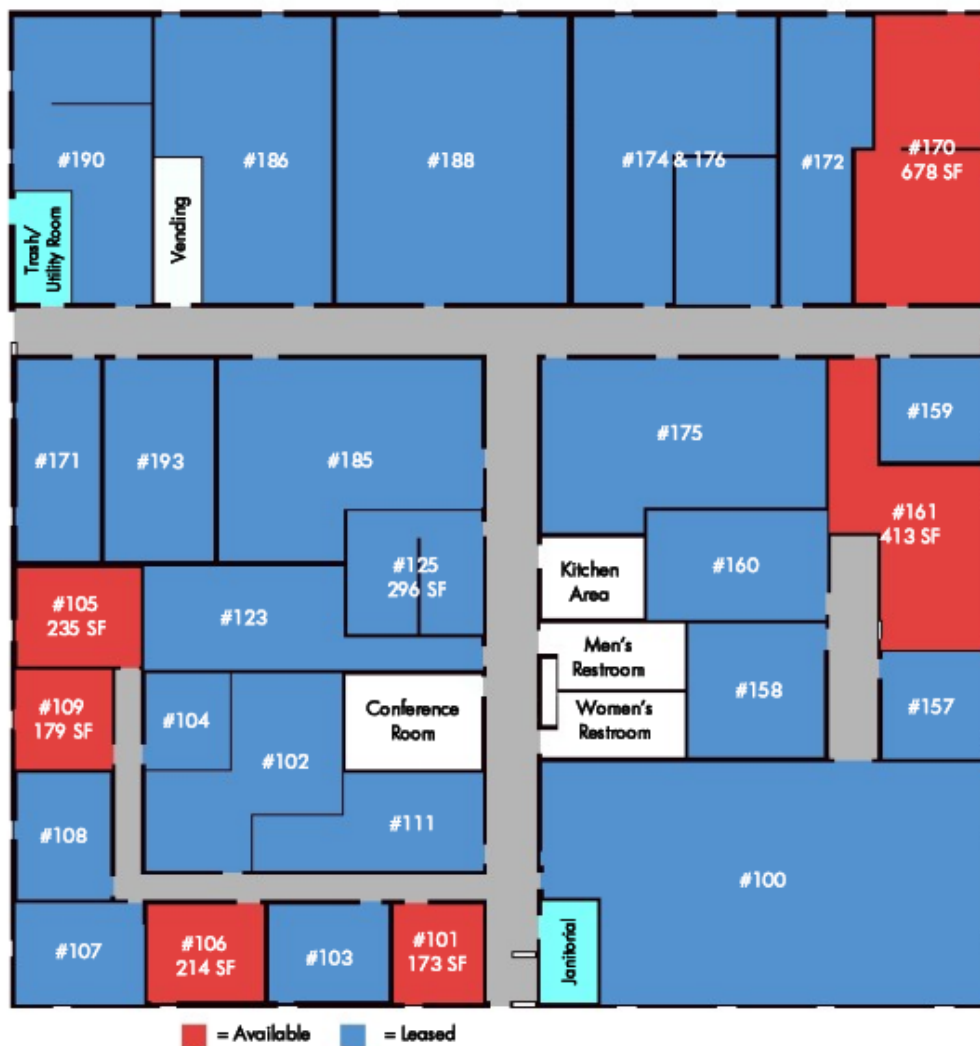 #190
#186
#188
#174 & 176
#172
#170
678 SF
Trash/
Utility Room
Vending
#171
#193
#185
#175
#159
#161
413 SF
#125
296 SF
Kitchen
Area
#160
#105
235 SF
#123
Men's
Restroom
#109
179 SF
#104
#102
Conference
Room
Women's
Restroom
#158
#157
#108
#111
#100
#107
#106
214 SF
#103
#101
173 SF
Janitorial
= Available
= Leased